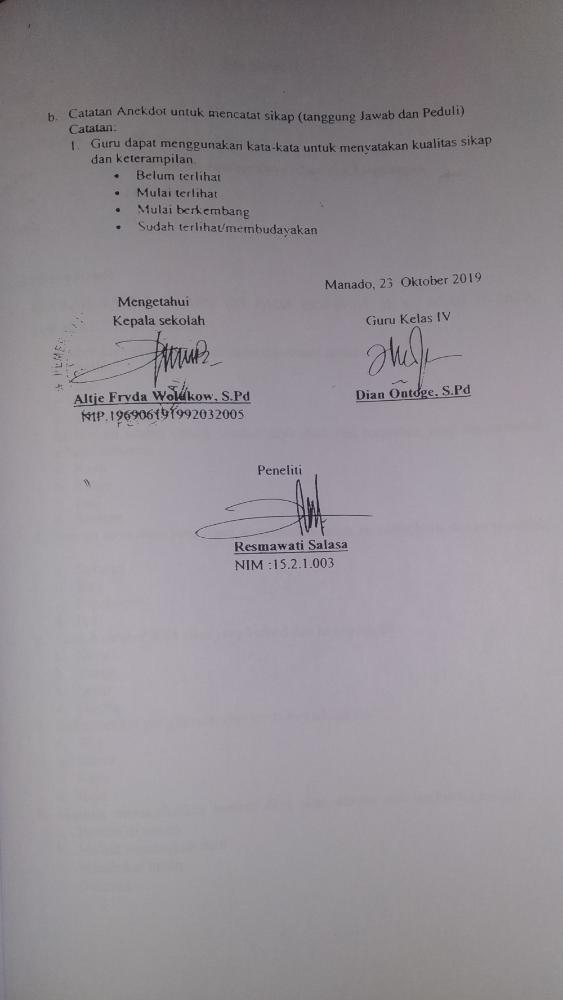 b. Catatan Anekdot untuk mencatat sikap (tanggung Jawab dan Peduli)
Catatan:
1. Guru dapat menggunakan kata-kata untuk menyatakan kualitas sikap
dan keterampilan.
• Belum terlihat
• Mulai terlihat
• Mulai berkembang
• Sudah terlihat/membudayakan
Manado, 23 Oktober 2019
Mengetahui
Kepala sekolah
Guru Kelas IV
Altje Fryda Wolukow, S.Pd
Dian Ontoge, S.Pd
NIP.196906191992032005
Peneliti
Resmawati Salasa
NIM :15.2.1.003